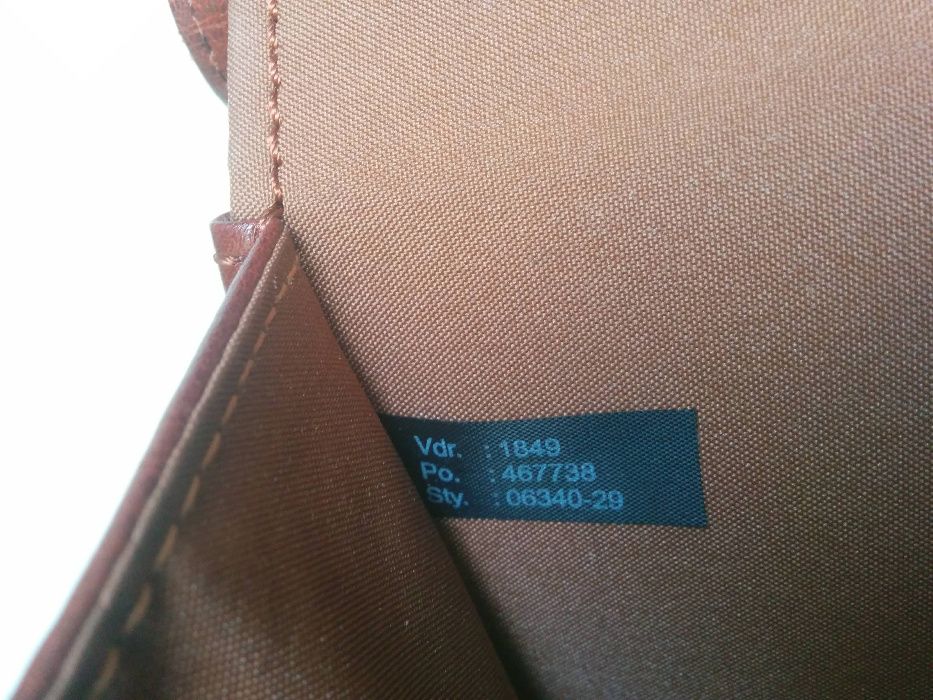 Vdr. : 1849
Po. : 467738
Sty. : 06340-29